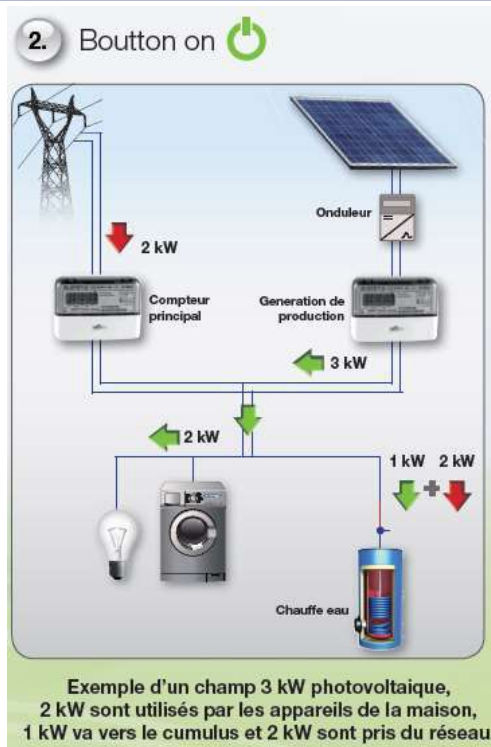 2. Boutton on
Onduleur
2 kW
Compteur
principal
Generation de
production
3 kW
2 kW
1 kW 2 kW
Chauffe eau
Exemple d'un champ 3 kW photovoltaique,
2 kW sont utilisés par les appareils de la maison,
1 kW va vers le cumulus et 2 kW sont pris du réseau